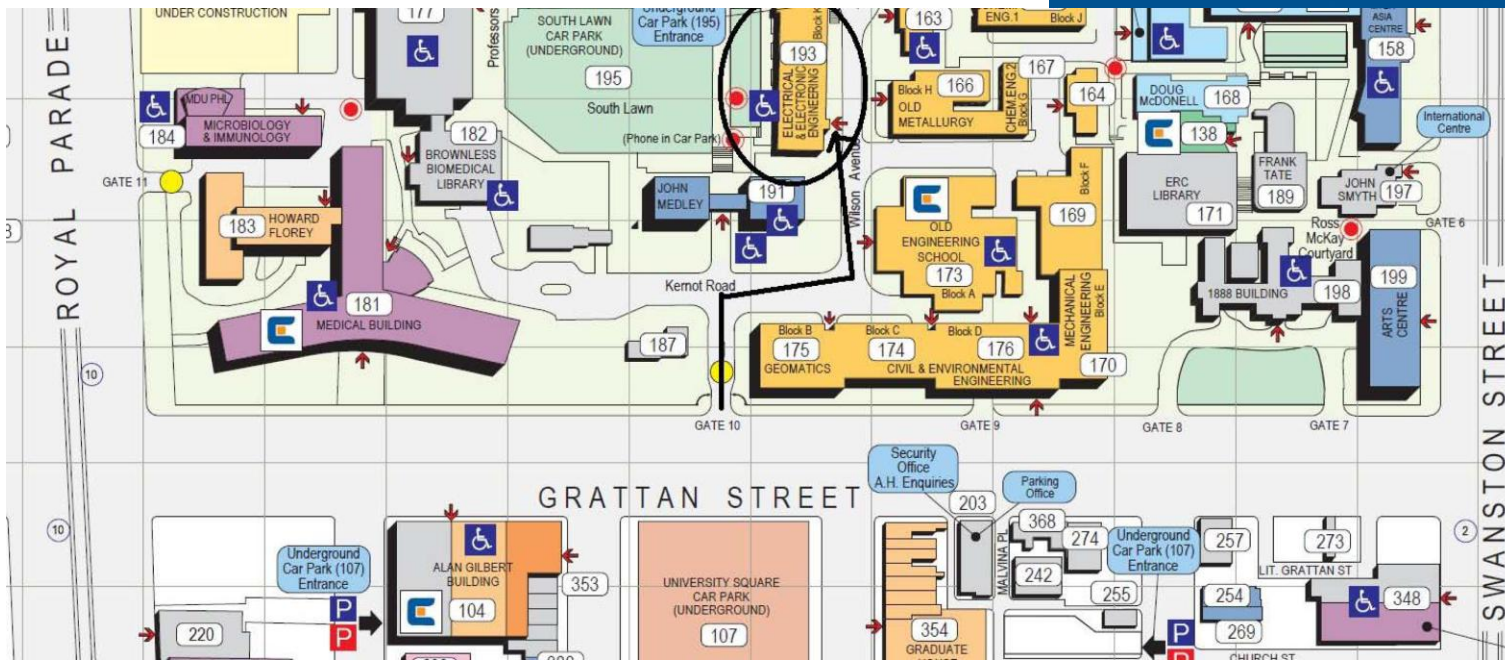 UNDER CONSTRUCTION
177
Professors
SOUTH LAWN
CAR PARK
(UNDERGROUND)
195
South Lawn
(Phone in Car Park)
Underground
Car Park (195)
Entrance
193
Block K
ELECTRICAL
& ELECTRONIC
ENGINEERING
163
ENG.1
Block J
166
Block H
OLD
METALLURGY
167
CHEM.ENG.2
Block G
164
DOUG
McDONELL
168
138
ASIA
CENTRE
158
International
Centre
ROYAL PARADE
MDU PHL
184
MICROBIOLOGY
& IMMUNOLOGY
182
BROWNLESS
BIOMEDICAL
LIBRARY
GATE 11
183
HOWARD
FLOREY
JOHN
MEDLEY
191
Wilson Avenue
OLD
ENGINEERING
SCHOOL
173
Block A
Block F
169
ERC
LIBRARY
171
FRANK
TATE
189
JOHN
SMYTH
197
GATE 6
Ross
McKay
Courtyard
181
MEDICAL BUILDING
Kernot Road
187
Block B
175
GEOMATICS
Block C
174
Block D
176
CIVIL & ENVIRONMENTAL
ENGINEERING
MECHANICAL
ENGINEERING
Block E
170
1888 BUILDING
198
199
ARTS
CENTRE
10
GATE 10
GATE 9
GATE 8
GATE 7
SWANSTON STREET
GRATTAN STREET
Security
Office
A.H. Enquiries
203
Parking
Office
10
Underground
Car Park (107)
Entrance
P
P
220
ALAN GILBERT
BUILDING
104
353
UNIVERSITY SQUARE
CAR PARK
(UNDERGROUND)
107
354
GRADUATE
MALVINA PL
368
274
242
255
Underground
Car Park (107)
Entrance
P
P
257
273
2
LIT. GRATTAN ST
254
269
348
CHURCH ST